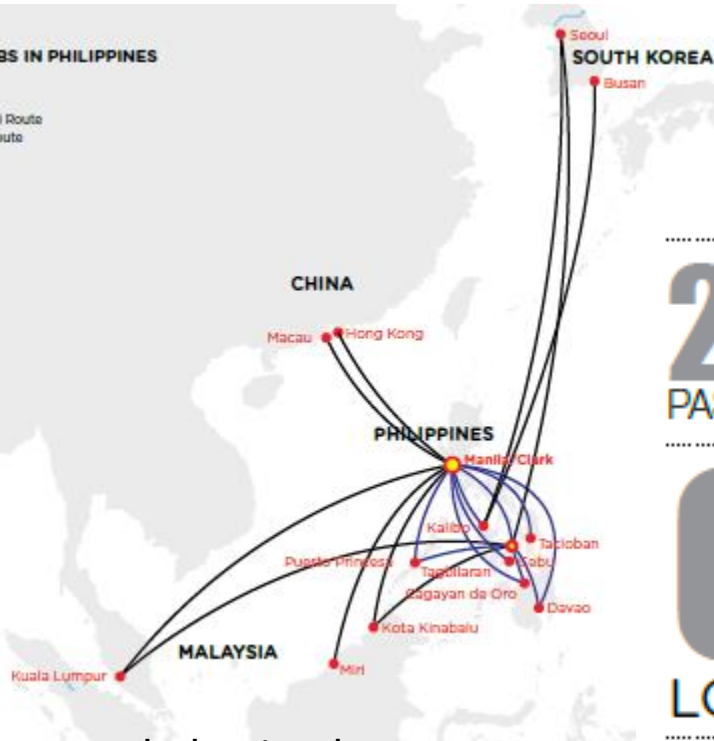 BS IN PHILIPPINES
Route
ute
Seoul
SOUTH KOREA
Busan
CHINA
Macau
Hong Kong
2
PA
PHILIPPINES
Manila/Clark
Kalibo
Tacloban
Puerto Princesa
Cebu
Tagbilaran
Cagayan de Oro
Davao
Kota Kinabalu
MALAYSIA
Miri
Kuala Lumpur
LO